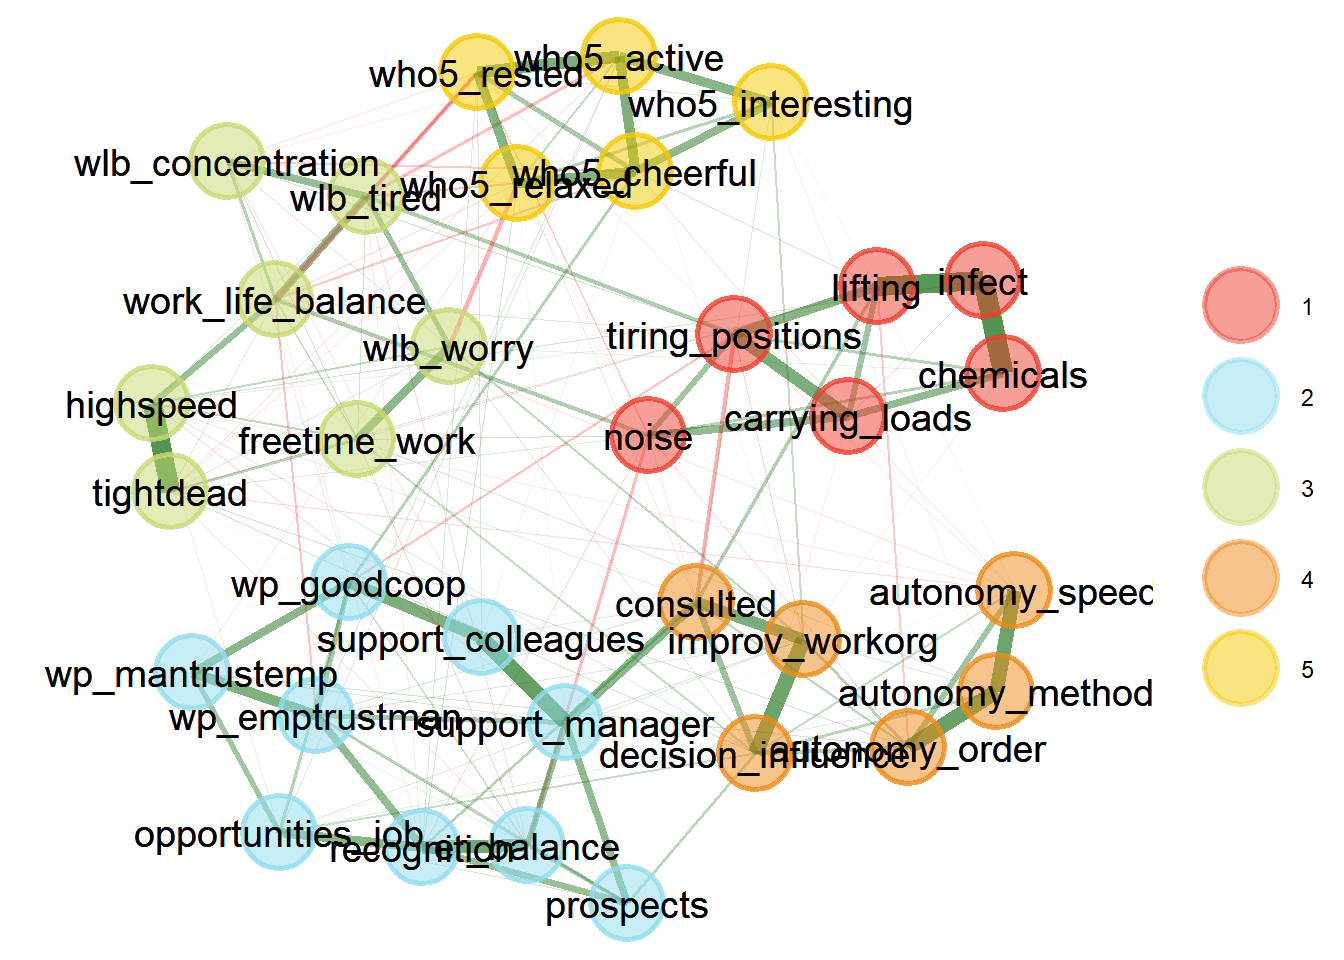 who5_active
who5_rested
who5_interesting
wlb_concentration
who5_cheerful
who5_relaxed
wlb_tired
lifting
infect
work_life_balance
tiring_positions
wlb_worry
chemicals
highspeed
carrying_loads
freetime_work
noise
tightdead
wp_goodcoop
autonomy_speed
consulted
support_colleagues
improv_workorg
wp_mantrustemp
autonomy_method
wp_emptrustman
support_manager
decision_influence
autonomy_order
opportunities_job
recognition
er_balance
prospects
1
2
3
4
5